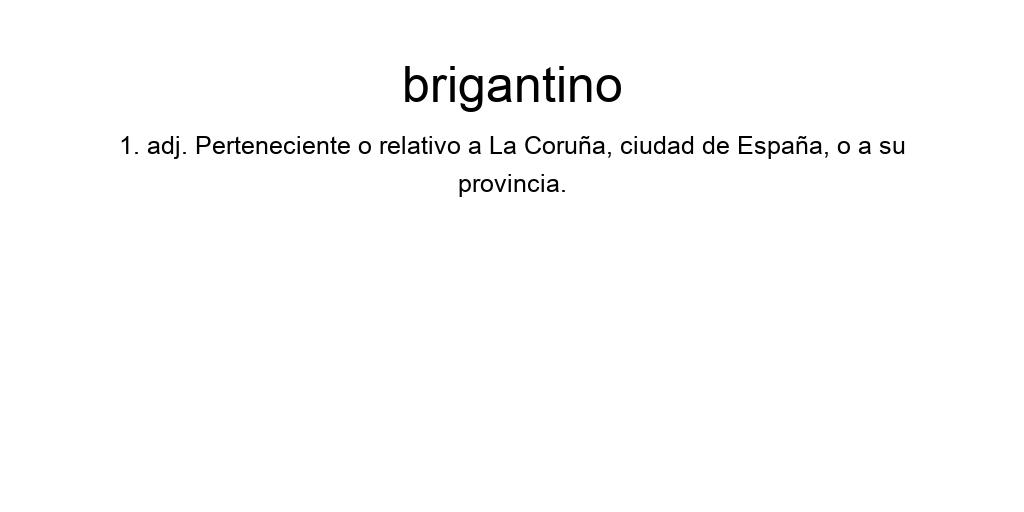 brigantino
1. adj. Perteneciente o relativo a La Coruña, ciudad de España, o a su
provincia.